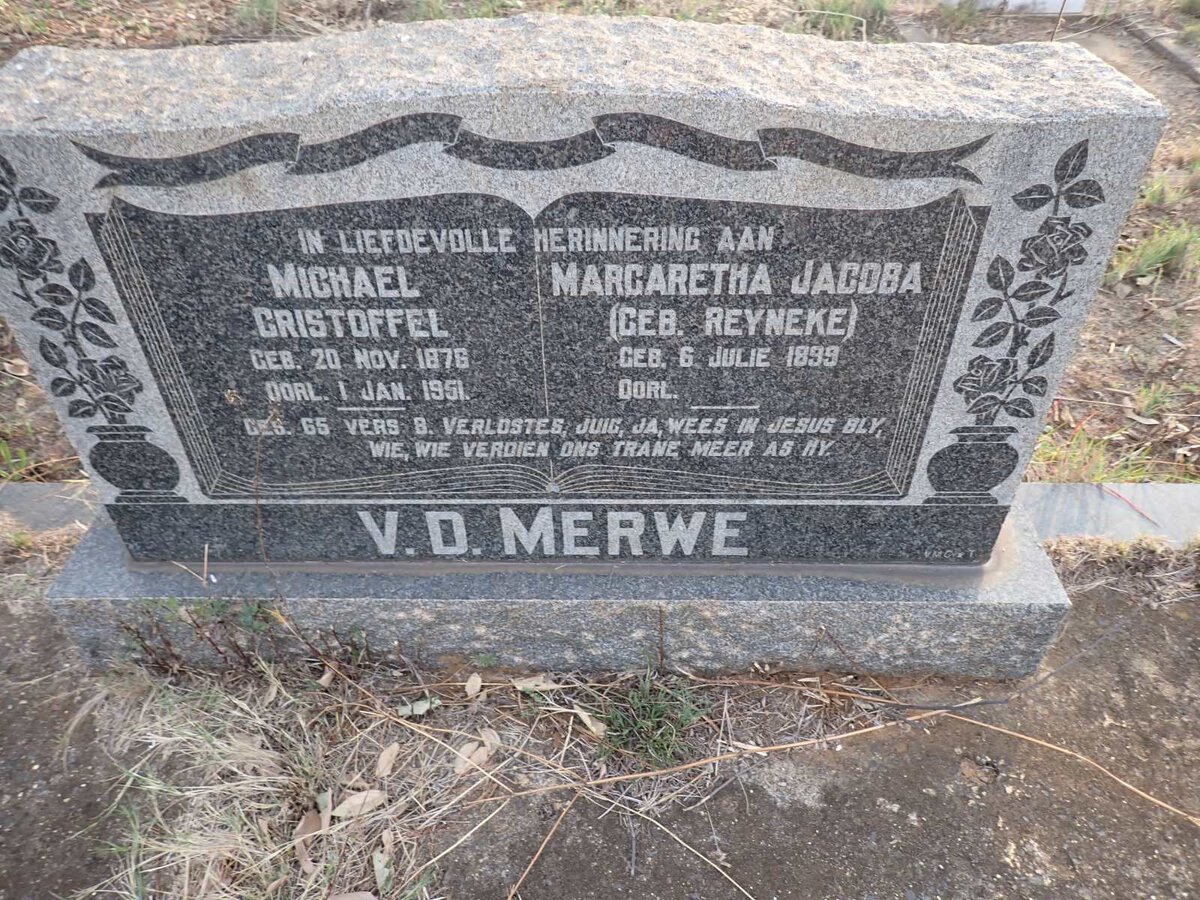 IN LIEFDEVOLLE HERINNERING AAN
MICHAEL
CRISTOFFEL
GEB. 20 NOV. 1876
OORL. 1 JAN. 1951.
MARGARETHA JACOBA
(GEB. REYNEKE)
GEB. 6 JULIE 1899
OORL.
GES. 65 VERS 8. VERLOSTES, JUIG, JA, WEES IN JESUS BLY,
WIE, WIE VERDIEN ONS TRANE MEER AS HY.
V. D. MERWE